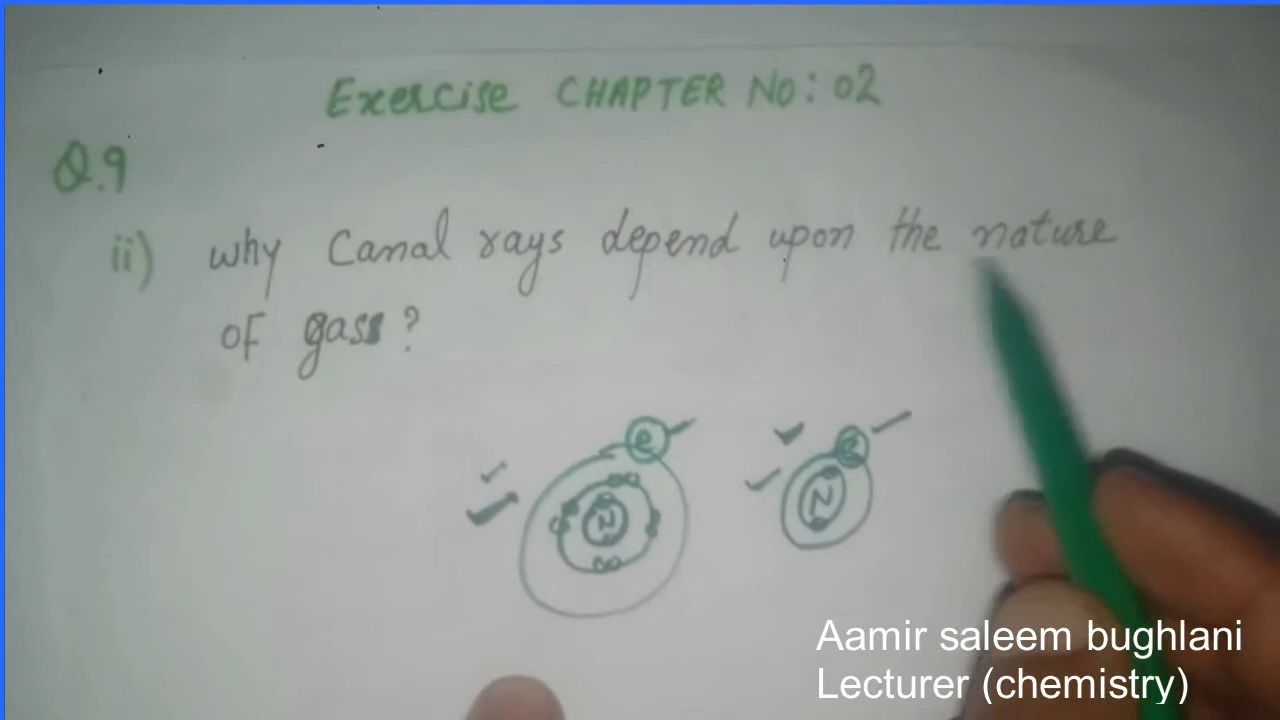 Exercise CHAPTER No: 02
Q.9
ii) why Canal rays depend upon the nature
of gass?
e
e
N
N
Aamir saleem bughlani
Lecturer (chemistry)